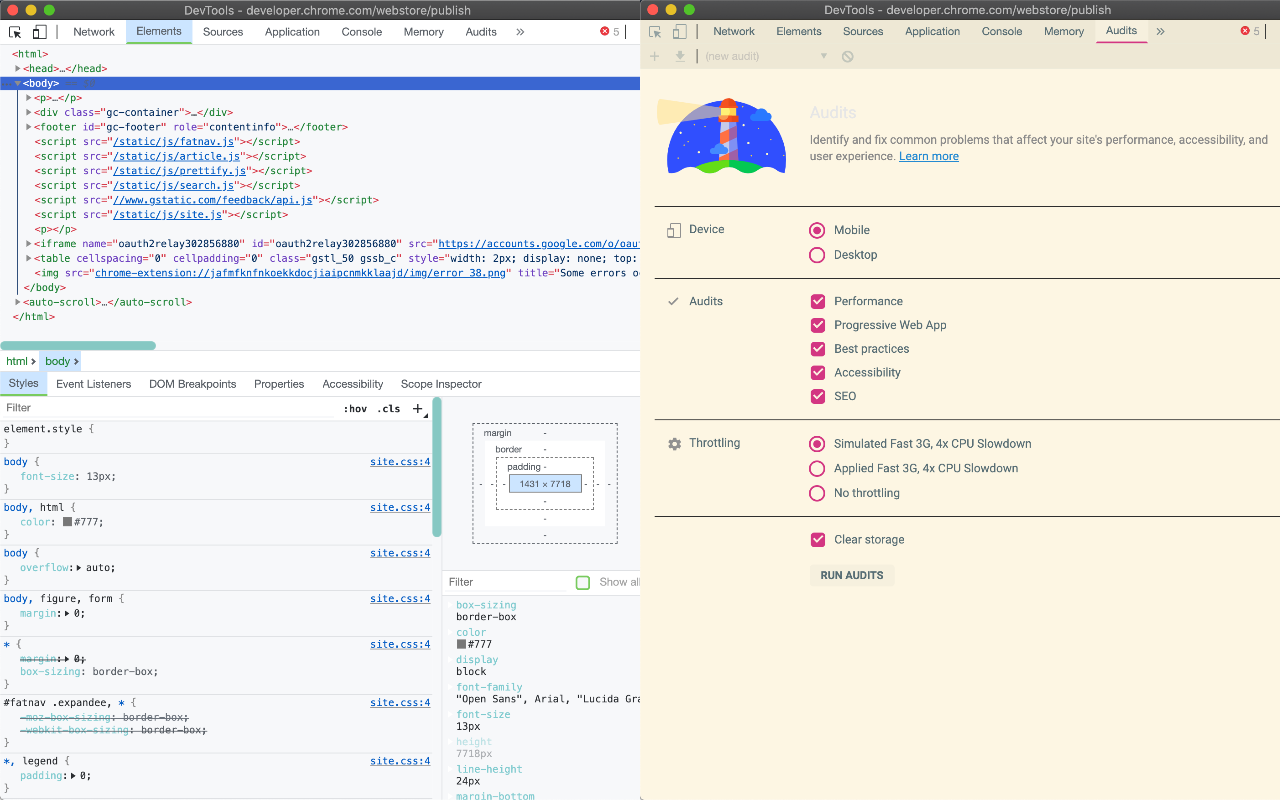 DevTools - developer.chrome.com/webstore/publish
Network Elements Sources Application Console Memory Audits » 5
<html>
<head>…</head>
<body>
<p>…</p>
<div class="gc-container">…</div>
<footer id="gc-footer" role="contentinfo">…</footer>
<script src="/static/js/fatnav.js"></script>
<script src="/static/js/article.js"></script>
<script src="/static/js/prettify.js"></script>
<script src="/static/js/search.js"></script>
<script src="//www.gstatic.com/feedback/api.js"></script>
<script src="/static/js/site.js"></script>
<p></p>
<iframe name="oauth2relay302856880" id="oauth2relay302856880" src="https://accounts.google.com/o/oaut
<table cellspacing="0" cellpadding="0" class="gstl_50 gssb_c" style="width: 2px; display: none; top:
<img src="chrome-extension://jafmfknfnkoekkdocjiaipcnmkklaajd/img/error_38.png" title="Some errors o
</body>
<auto-scroll>…</auto-scroll>
</html>
html body
Styles Event Listeners DOM Breakpoints Properties Accessibility Scope Inspector
Filter :hov .cls +
element.style {
}
body { site.css:4
font-size: 13px;
}
body, html { site.css:4
color: #777;
}
body { site.css:4
overflow: auto;
}
body, figure, form { site.css:4
margin: 0;
}
* { site.css:4
margin: 0;
box-sizing: border-box;
}
#fatnav .expandee, * { site.css:4
-moz-box-sizing: border-box;
-webkit-box-sizing: border-box;
}
*, legend { site.css:4
padding: 0;
}
margin -
border -
padding -
- - - 1431 × 7718 - - -
-
-
-
Filter Show all
box-sizing
border-box
color
#777
display
block
font-family
"Open Sans", Arial, "Lucida Gra
font-size
13px
height
7718px
line-height
24px
margin-bottom
DevTools - developer.chrome.com/webstore/publish
Network Elements Sources Application Console Memory Audits » 5
+ (new audit)
Audits
Identify and fix common problems that affect your site's performance, accessibility, and
user experience. Learn more
Device
Mobile
Desktop
Audits
Performance
Progressive Web App
Best practices
Accessibility
SEO
Throttling
Simulated Fast 3G, 4x CPU Slowdown
Applied Fast 3G, 4x CPU Slowdown
No throttling
Clear storage
RUN AUDITS